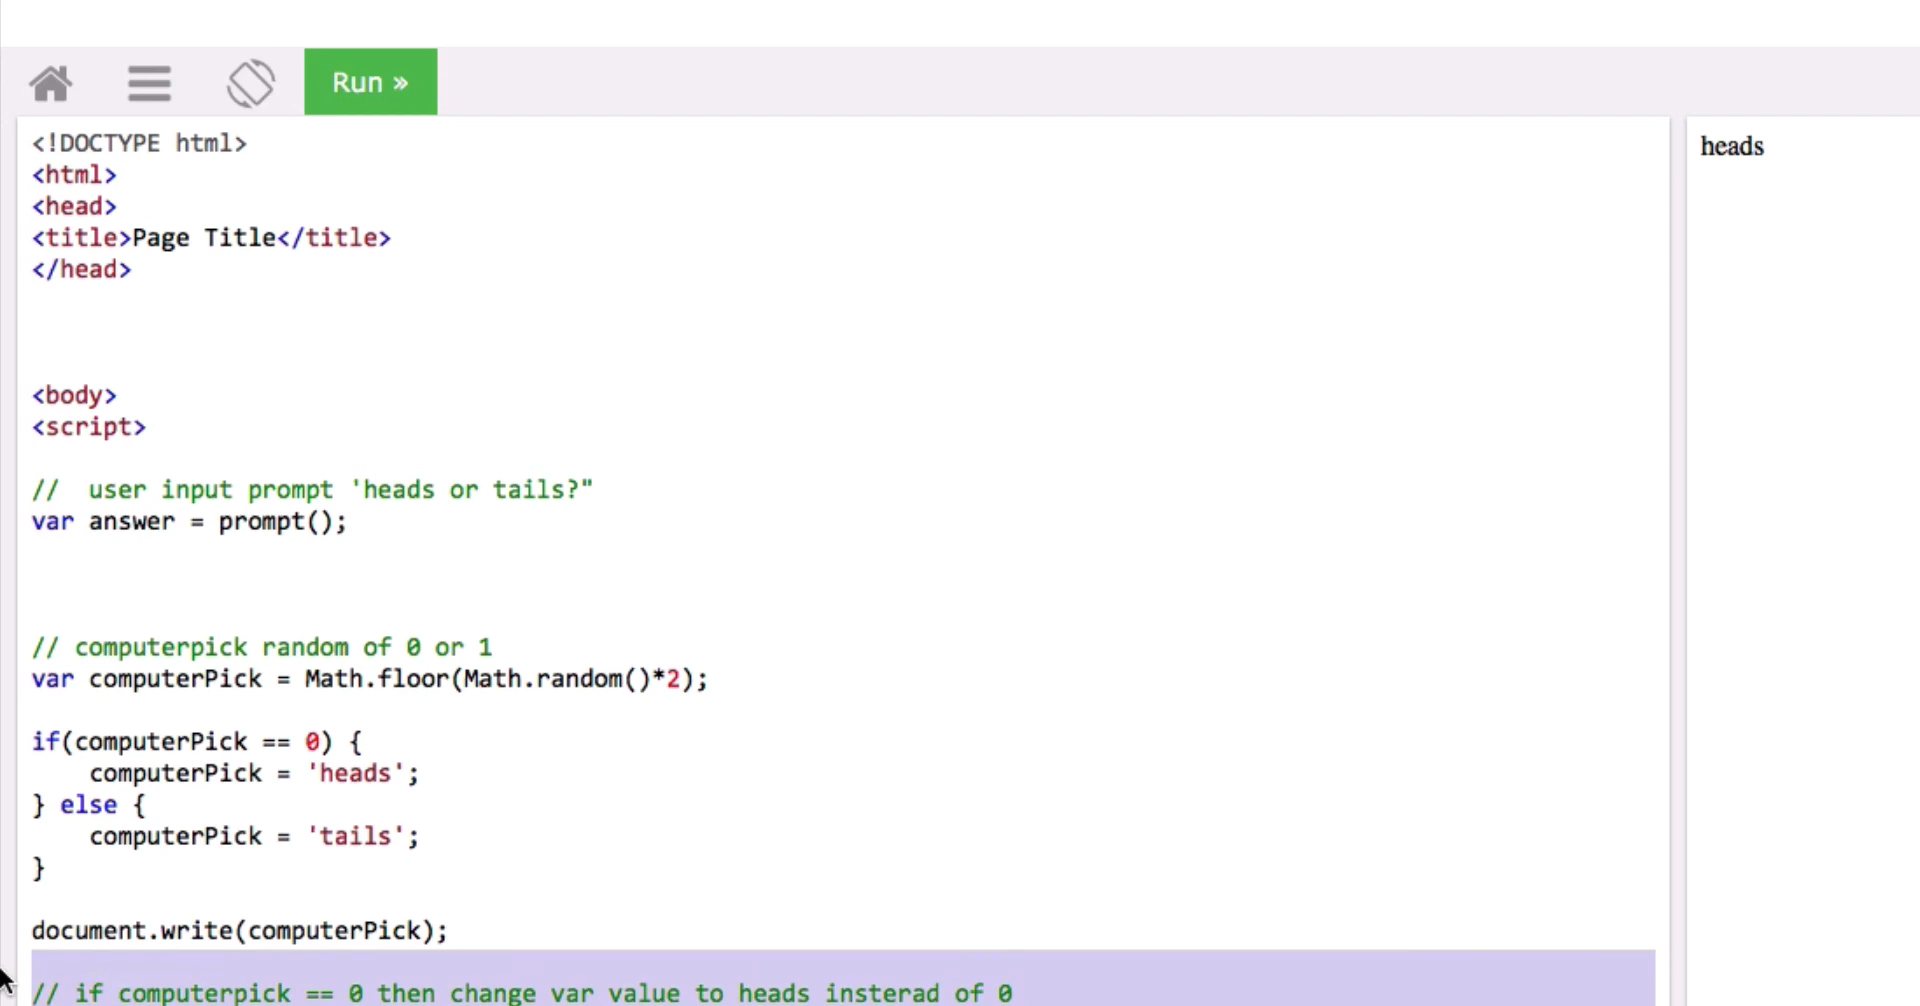 Run »
<!DOCTYPE html>
<html>
<head>
<title>Page Title</title>
</head>
<body>
<script>
//  user input prompt 'heads or tails?"
var answer = prompt();
// computerpick random of 0 or 1
var computerPick = Math.floor(Math.random()*2);
if(computerPick == 0) {
    computerPick = 'heads';
} else {
    computerPick = 'tails';
}
document.write(computerPick);
// if computerpick == 0 then change var value to heads insterad of 0
heads